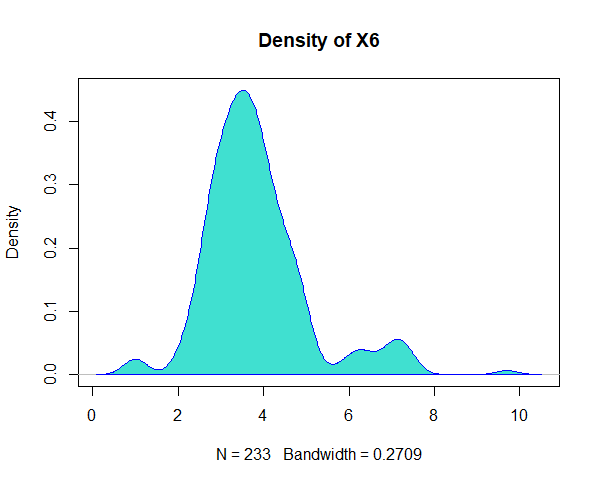 Density of X6
Density
0.4
0.3
0.2
0.1
0.0
0 2 4 6 8 10
N = 233 Bandwidth = 0.2709